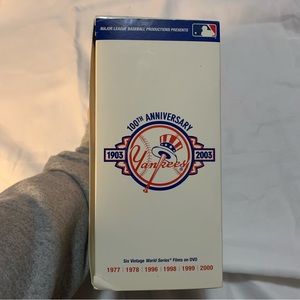 MAJOR LEAGUE BASEBALL PRODUCTIONS PRESENTS
100TH ANNIVERSARY
1903 2003
Yankees
Six Vintage World Series™ Films on DVD
1977 | 1978 | 1996 | 1998 | 1999 | 2000